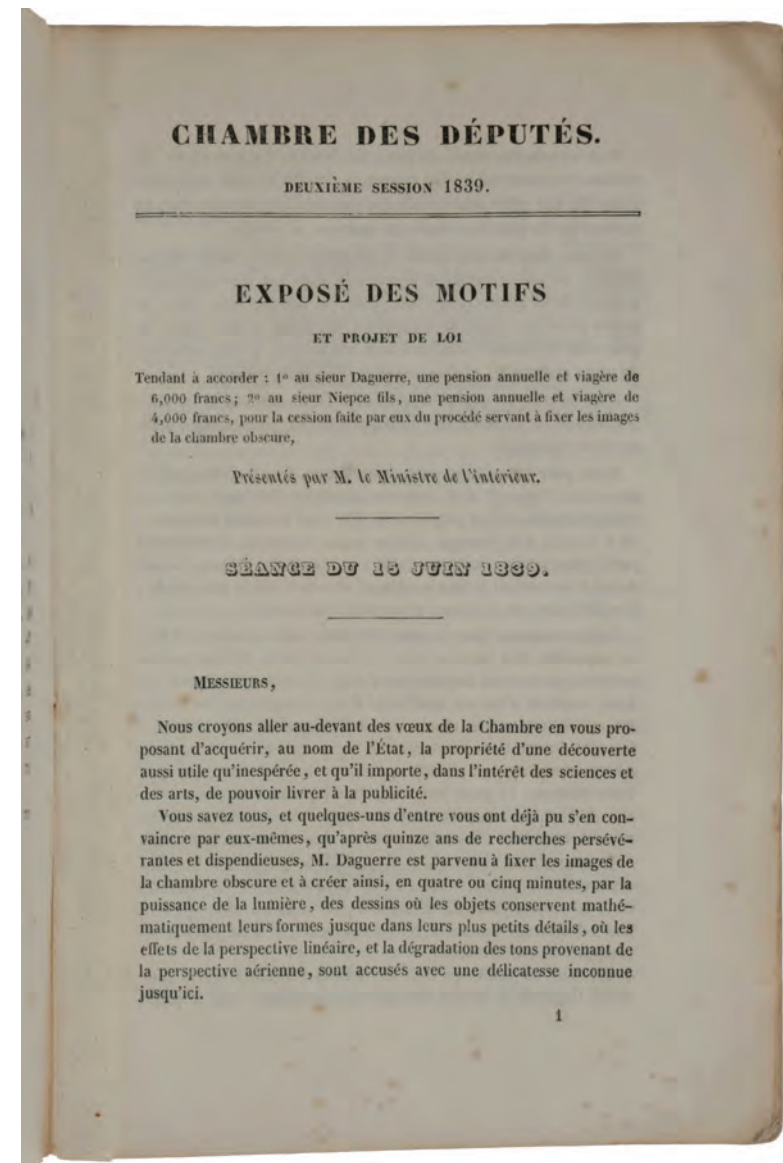 CHAMBRE DES DÉPUTÉS.
DEUXIÈME SESSION 1839.
EXPOSÉ DES MOTIFS
ET PROJET DE LOI
Tendant à accorder : 1º au sieur Daguerre, une pension annuelle et viagère de
6,000 francs; 2º au sieur Niepce fils, une pension annuelle et viagère de
4,000 francs, pour la cession faite par eux du procédé servant à fixer les images
de la chambre obscure,
Présentés par M. le Ministre de l'intérieur.
SÉANCE DU 15 JUIN 1839.
MESSIEURS,
Nous croyons aller au-devant des vœux de la Chambre en vous pro-
posant d'acquérir, au nom de l'État, la propriété d'une découverte
aussi utile qu'inespérée, et qu'il importe, dans l'intérêt des sciences et
des arts, de pouvoir livrer à la publicité.
Vous savez tous, et quelques-uns d'entre vous ont déjà pu s'en con-
vaincre par eux-mêmes, qu'après quinze ans de recherches persévé-
rantes et dispendieuses, M. Daguerre est parvenu à fixer les images de
la chambre obscure et à créer ainsi, en quatre ou cinq minutes, par la
puissance de la lumière, des dessins où les objets conservent mathé-
matiquement leurs formes jusque dans leurs plus petits détails, où les
effets de la perspective linéaire, et la dégradation des tons provenant de
la perspective aérienne, sont accusés avec une délicatesse inconnue
jusqu'ici.
1